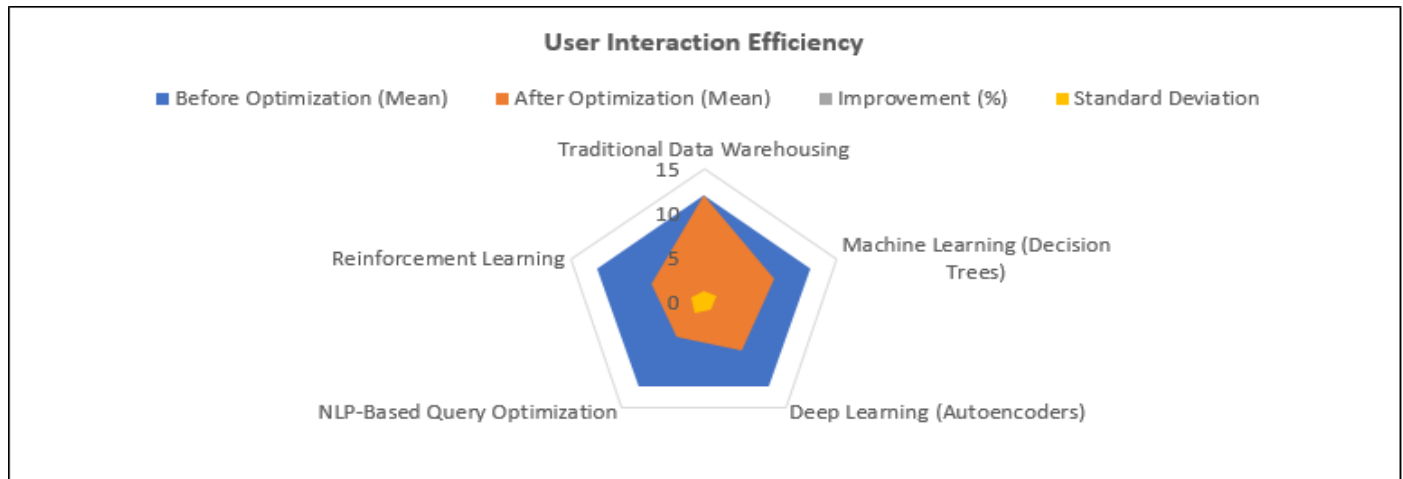 User Interaction Efficiency
Before Optimization (Mean) After Optimization (Mean) Improvement (%) Standard Deviation
Traditional Data Warehousing
15
10
Machine Learning (Decision
Trees)
Reinforcement Learning
5
0
NLP-Based Query Optimization
Deep Learning (Autoencoders)